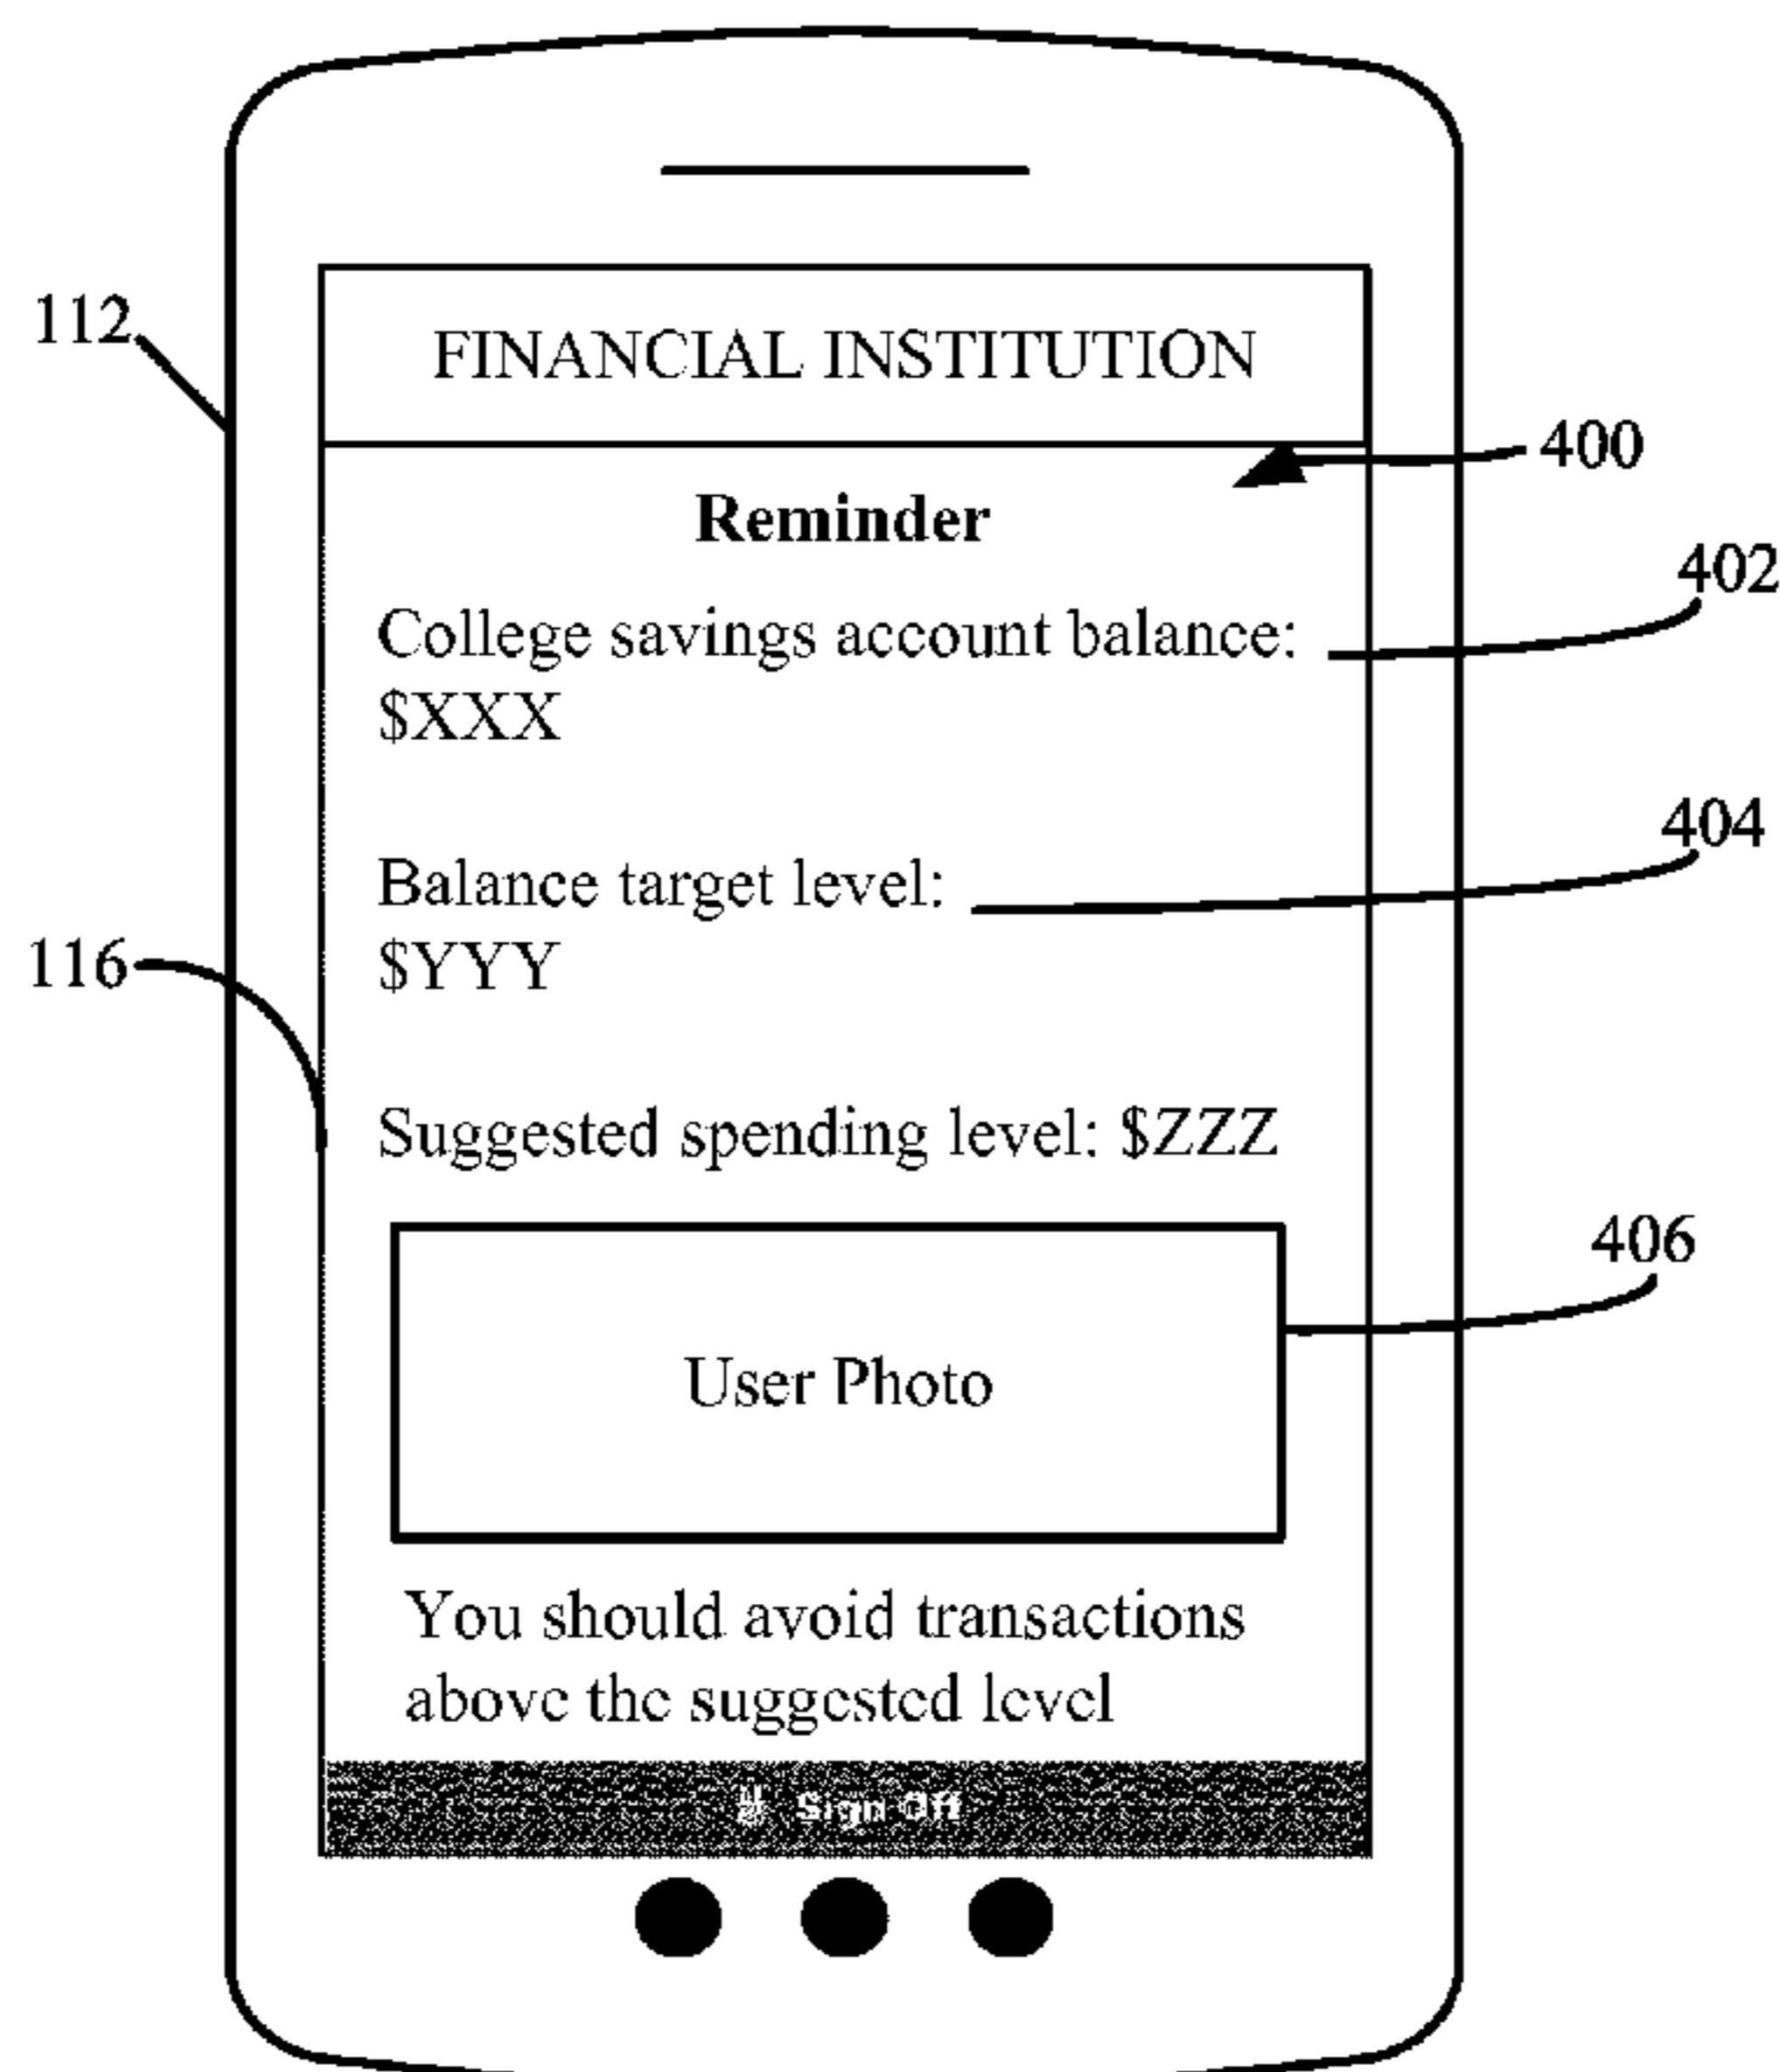 112
FINANCIAL INSTITUTION
400
Reminder
402
College savings account balance:
$XXX
404
Balance target level:
116
$YYY
Suggested spending level: $ZZZ
406
User Photo
You should avoid transactions
above the suggested level
Sign Off